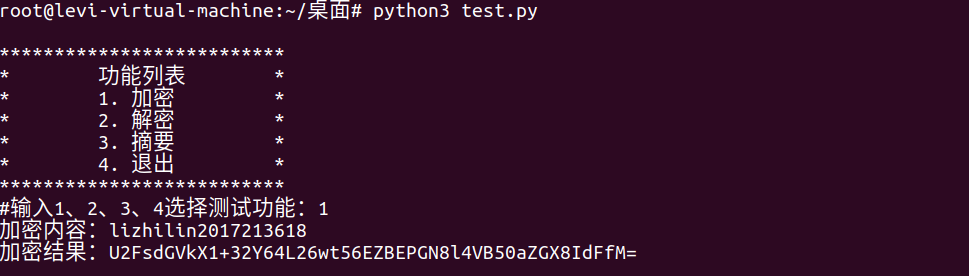 root@levi-virtual-machine:~/桌面# python3 test.py
**************************
* 功能列表 *
* 1. 加密 *
* 2. 解密 *
* 3. 摘要 *
* 4. 退出 *
**************************
#输入1、2、3、4选择测试功能：1
加密内容：lizhilin2017213618
加密结果：U2FsdGVkX1+32Y64L26wt56EZBEPGN8l4VB50aZGX8IdFfM=